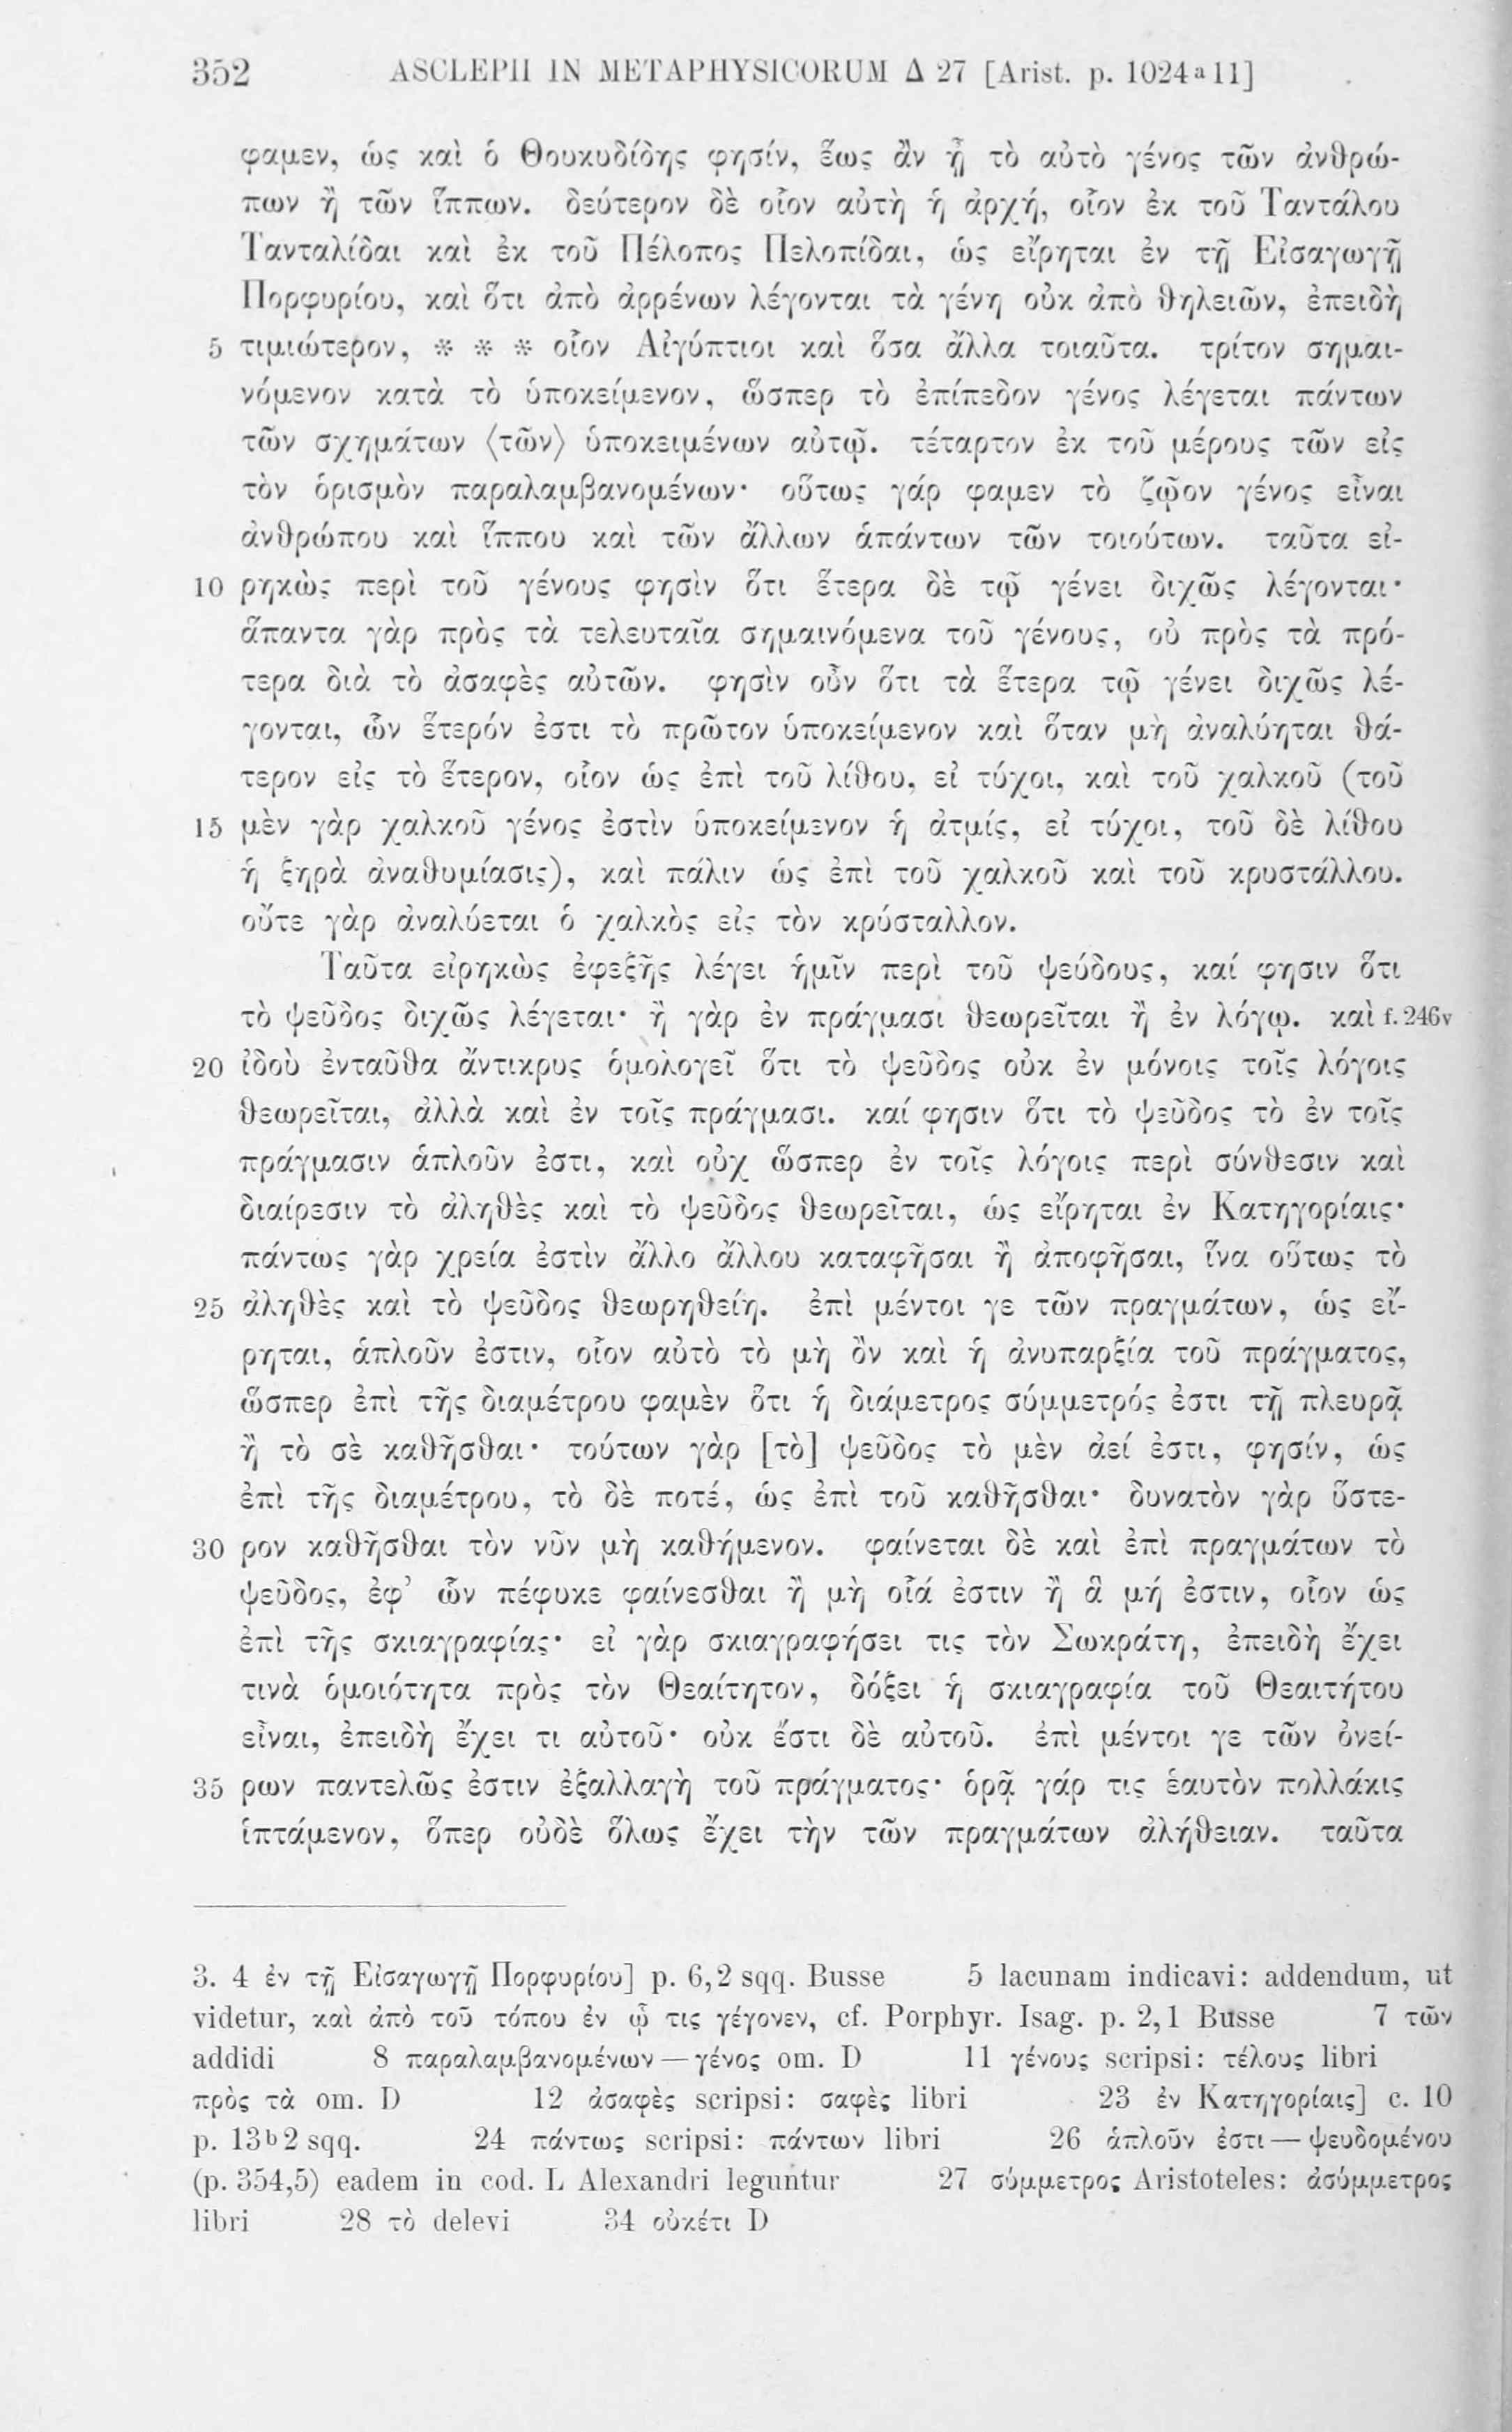 352 ASCLEPII IN METAPHYSICORUM Δ 27 [Arist. p. 1024ᵃ11]
φαμεν, ὡς καὶ ὁ Θουκυδίδης φησίν, ἕως ἂν ᾖ τὸ αὐτὸ γένος τῶν ἀνθρώ-
πων ἢ τῶν ἵππων. δεύτερον δὲ οἷον αὐτὴ ἡ ἀρχή, οἷον ἐκ τοῦ Ταντάλου
Τανταλίδαι καὶ ἐκ τοῦ Πέλοπος Πελοπίδαι, ὡς εἴρηται ἐν τῇ Εἰσαγωγῇ
Πορφυρίου, καὶ ὅτι ἀπὸ ἀρρένων λέγονται τὰ γένη οὐκ ἀπὸ θηλειῶν, ἐπειδὴ
5 τιμιώτερον, * * * οἷον Αἰγύπτιοι καὶ ὅσα ἄλλα τοιαῦτα. τρίτον σημαι-
νόμενον κατὰ τὸ ὑποκείμενον, ὥσπερ τὸ ἐπίπεδον γένος λέγεται πάντων
τῶν σχημάτων ⟨τῶν⟩ ὑποκειμένων αὐτῷ. τέταρτον ἐκ τοῦ μέρους τῶν εἰς
τὸν ὁρισμὸν παραλαμβανομένων· οὕτως γάρ φαμεν τὸ ζῷον γένος εἶναι
ἀνθρώπου καὶ ἵππου καὶ τῶν ἄλλων ἁπάντων τῶν τοιούτων. ταῦτα εἰ-
10 ρηκὼς περὶ τοῦ γένους φησὶν ὅτι ἕτερα δὲ τῷ γένει διχῶς λέγονται·
ἅπαντα γὰρ πρὸς τὰ τελευταῖα σημαινόμενα τοῦ γένους, οὐ πρὸς τὰ πρό-
τερα διὰ τὸ ἀσαφὲς αὐτῶν. φησὶν οὖν ὅτι τὰ ἕτερα τῷ γένει διχῶς λέ-
γονται, ὧν ἕτερόν ἐστι τὸ πρῶτον ὑποκείμενον καὶ ὅταν μὴ ἀναλύηται θά-
τερον εἰς τὸ ἕτερον, οἷον ὡς ἐπὶ τοῦ λίθου, εἰ τύχοι, καὶ τοῦ χαλκοῦ (τοῦ
15 μὲν γὰρ χαλκοῦ γένος ἐστὶν ὑποκείμενον ἡ ἀτμίς, εἰ τύχοι, τοῦ δὲ λίθου
ἡ ξηρὰ ἀναθυμίασις), καὶ πάλιν ὡς ἐπὶ τοῦ χαλκοῦ καὶ τοῦ κρυστάλλου.
οὔτε γὰρ ἀναλύεται ὁ χαλκὸς εἰς τὸν κρύσταλλον.
Ταῦτα εἰρηκὼς ἐφεξῆς λέγει ἡμῖν περὶ τοῦ ψεύδους, καί φησιν ὅτι
τὸ ψεῦδος διχῶς λέγεται· ἢ γὰρ ἐν πράγμασι θεωρεῖται ἢ ἐν λόγῳ. καὶ f. 246v
20 ἰδοὺ ἐνταῦθα ἄντικρυς ὁμολογεῖ ὅτι τὸ ψεῦδος οὐκ ἐν μόνοις τοῖς λόγοις
θεωρεῖται, ἀλλὰ καὶ ἐν τοῖς πράγμασι. καί φησιν ὅτι τὸ ψεῦδος τὸ ἐν τοῖς
πράγμασιν ἁπλοῦν ἐστι, καὶ οὐχ ὥσπερ ἐν τοῖς λόγοις περὶ σύνθεσιν καὶ
διαίρεσιν τὸ ἀληθὲς καὶ τὸ ψεῦδος θεωρεῖται, ὡς εἴρηται ἐν Κατηγορίαις·
πάντως γὰρ χρεία ἐστὶν ἄλλο ἄλλου καταφῆσαι ἢ ἀποφῆσαι, ἵνα οὕτως τὸ
25 ἀληθὲς καὶ τὸ ψεῦδος θεωρηθείη. ἐπὶ μέντοι γε τῶν πραγμάτων, ὡς εἴ-
ρηται, ἁπλοῦν ἐστιν, οἷον αὐτὸ τὸ μὴ ὂν καὶ ἡ ἀνυπαρξία τοῦ πράγματος,
ὥσπερ ἐπὶ τῆς διαμέτρου φαμὲν ὅτι ἡ διάμετρος σύμμετρός ἐστι τῇ πλευρᾷ
ἢ τὸ σὲ καθῆσθαι· τούτων γὰρ [τὸ] ψεῦδος τὸ μὲν ἀεί ἐστι, φησίν, ὡς
ἐπὶ τῆς διαμέτρου, τὸ δὲ ποτέ, ὡς ἐπὶ τοῦ καθῆσθαι· δυνατὸν γὰρ ὕστε-
30 ρον καθῆσθαι τὸν νῦν μὴ καθήμενον. φαίνεται δὲ καὶ ἐπὶ πραγμάτων τὸ
ψεῦδος, ἐφ’ ὧν πέφυκε φαίνεσθαι ἢ μὴ οἷά ἐστιν ἢ ἃ μή ἐστιν, οἷον ὡς
ἐπὶ τῆς σκιαγραφίας· εἰ γὰρ σκιαγραφήσει τις τὸν Σωκράτη, ἐπειδὴ ἔχει
τινὰ ὁμοιότητα πρὸς τὸν Θεαίτητον, δόξει ἡ σκιαγραφία τοῦ Θεαιτήτου
εἶναι, ἐπειδὴ ἔχει τι αὐτοῦ· οὐκ ἔστι δὲ αὐτοῦ. ἐπὶ μέντοι γε τῶν ὀνεί-
35 ρων παντελῶς ἐστιν ἐξαλλαγὴ τοῦ πράγματος· ὁρᾷ γάρ τις ἑαυτὸν πολλάκις
ἱπτάμενον, ὅπερ οὐδὲ ὅλως ἔχει τὴν τῶν πραγμάτων ἀλήθειαν. ταῦτα
3. 4 ἐν τῇ Εἰσαγωγῇ Πορφυρίου] p. 6,2 sqq. Busse 5 lacunam indicavi: addendum, ut
videtur, καὶ ἀπὸ τοῦ τόπου ἐν ᾧ τις γέγονεν, cf. Porphyr. Isag. p. 2,1 Busse 7 τῶν
addidi 8 παραλαμβανομένων — γένος om. D 11 γένους scripsi: τέλους libri
πρὸς τὰ om. D 12 ἀσαφὲς scripsi: σαφὲς libri 23 ἐν Κατηγορίαις] c. 10
p. 13ᵇ2 sqq. 24 πάντως scripsi: πάντων libri 26 ἁπλοῦν ἐστι — ψευδομένου
(p. 354,5) eadem in cod. L Alexandri leguntur 27 σύμμετρος Aristoteles: ἀσύμμετρος
libri 28 τὸ delevi 34 οὐκέτι D